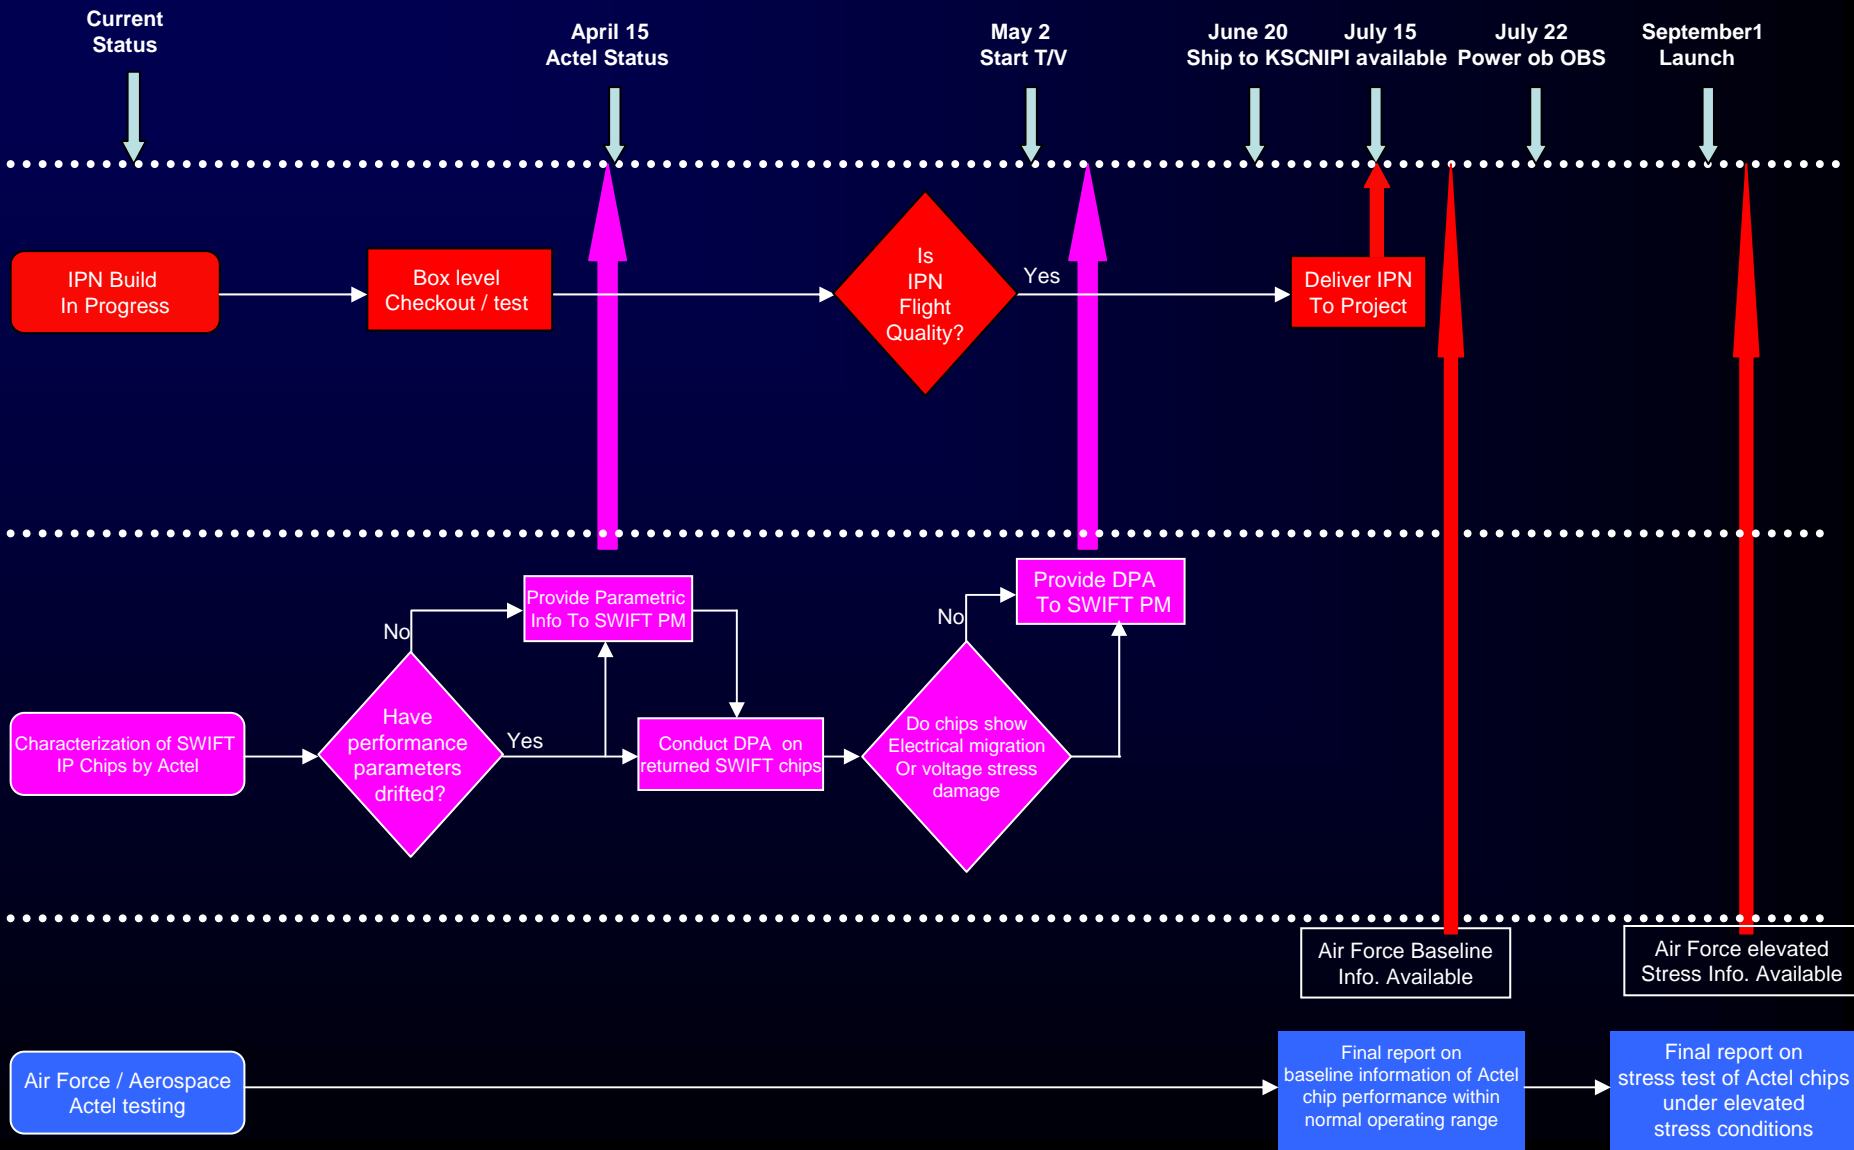 Current
Status
April 15
Actel Status
May 2
Start T/V
June 20
Ship to KSC
July 15
NIPI available
July 22
Power ob OBS
September1
Launch
IPN Build
In Progress
Box level
Checkout / test
Is
IPN
Flight
Quality?
Yes
Deliver IPN
To Project
Provide Parametric
Info To SWIFT PM
No
Provide DPA
To SWIFT PM
No
Characterization of SWIFT
IP Chips by Actel
Have
performance
parameters
drifted?
Yes
Conduct DPA on
returned SWIFT chips
Do chips show
Electrical migration
Or voltage stress
damage
Air Force Baseline
Info. Available
Air Force elevated
Stress Info. Available
Air Force / Aerospace
Actel testing
Final report on
baseline information of Actel
chip performance within
normal operating range
Final report on
stress test of Actel chips
under elevated
stress conditions